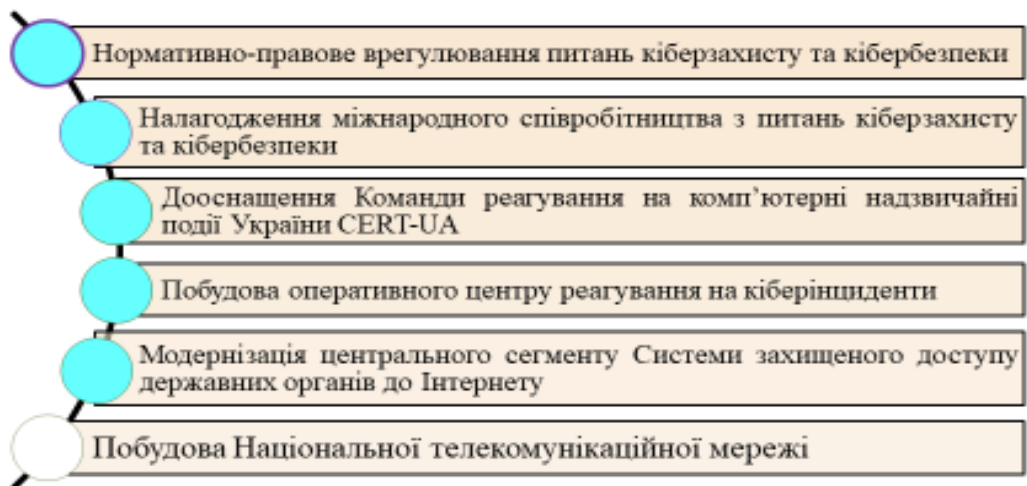 Нормативно-правове врегулювання питань кіберзахисту та кібербезпеки
Налагодження міжнародного співробітництва з питань кіберзахисту
та кібербезпеки
Дооснащення Команди реагування на комп’ютерні надзвичайні
події України CERT-UA
Побудова оперативного центру реагування на кіберінциденти
Модернізація центрального сегменту Системи захищеного доступу
державних органів до Інтернету
Побудова Національної телекомунікаційної мережі